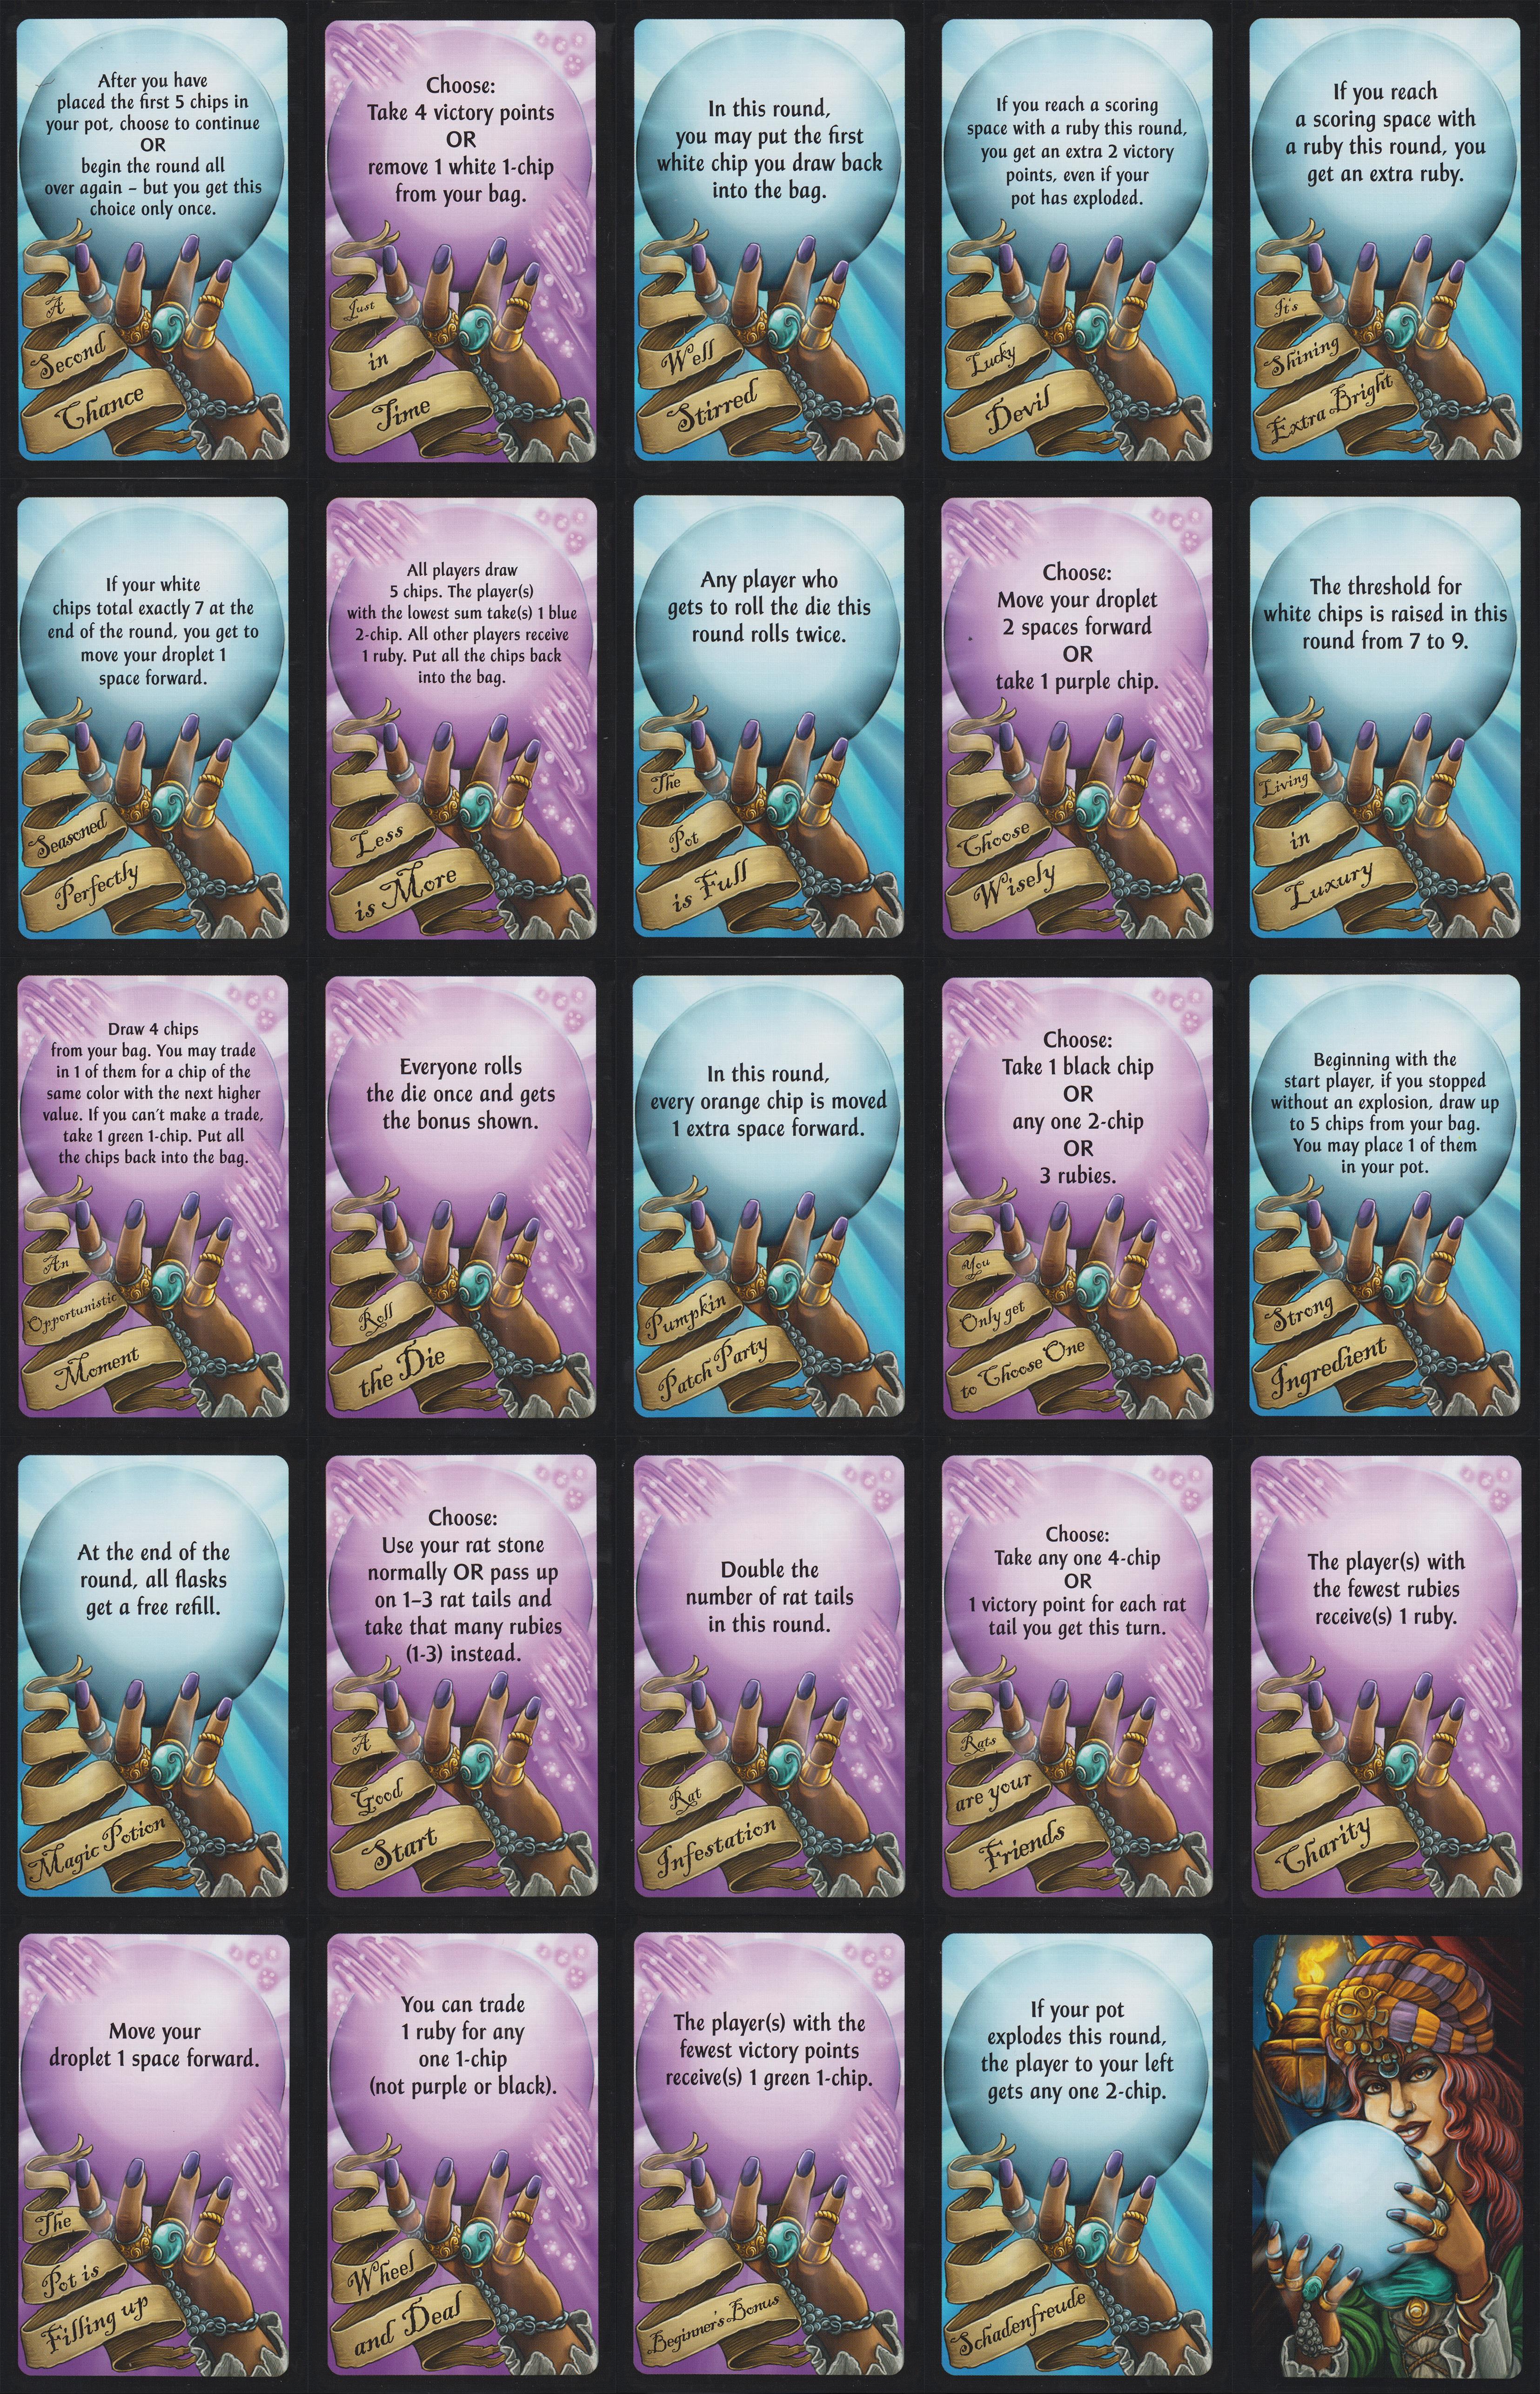 After you have
placed the first 5 chips in
your pot, choose to continue
OR
begin the round all
over again – but you get this
choice only once.
A
Second
Chance
Choose:
Take 4 victory points
OR
remove 1 white 1-chip
from your bag.
Just
in
Time
In this round,
you may put the first
white chip you draw back
into the bag.
Well
Stirred
If you reach a scoring
space with a ruby this round,
you get an extra 2 victory
points, even if your
pot has exploded.
Lucky
Devil
If you reach
a scoring space with
a ruby this round, you
get an extra ruby.
It's
Shining
Extra Bright
If your white
chips total exactly 7 at the
end of the round, you get to
move your droplet 1
space forward.
Seasoned
Perfectly
All players draw
5 chips. The player(s)
with the lowest sum take(s) 1 blue
2-chip. All other players receive
1 ruby. Put all the chips back
into the bag.
Less
is More
Any player who
gets to roll the die this
round rolls twice.
The
Pot
is Full
Choose:
Move your droplet
2 spaces forward
OR
take 1 purple chip.
Choose
Wisely
The threshold for
white chips is raised in this
round from 7 to 9.
Living
in
Luxury
Draw 4 chips
from your bag. You may trade
in 1 of them for a chip of the
same color with the next higher
value. If you can't make a trade,
take 1 green 1-chip. Put all
the chips back into the bag.
An
Opportunistic
Moment
Everyone rolls
the die once and gets
the bonus shown.
Roll
the Die
In this round,
every orange chip is moved
1 extra space forward.
Pumpkin
Patch Party
Choose:
Take 1 black chip
OR
any one 2-chip
OR
3 rubies.
You
Only get
to Choose One
Beginning with the
start player, if you stopped
without an explosion, draw up
to 5 chips from your bag.
You may place 1 of them
in your pot.
Strong
Ingredient
At the end of the
round, all flasks
get a free refill.
Magic Potion
Choose:
Use your rat stone
normally OR pass up
on 1–3 rat tails and
take that many rubies
(1-3) instead.
A
Good
Start
Double the
number of rat tails
in this round.
Rat
Infestation
Choose:
Take any one 4-chip
OR
1 victory point for each rat
tail you get this turn.
Rats
are your
Friends
The player(s) with
the fewest rubies
receive(s) 1 ruby.
Charity
Move your
droplet 1 space forward.
The
Pot is
Filling up
You can trade
1 ruby for any
one 1-chip
(not purple or black).
Wheel
and Deal
The player(s) with the
fewest victory points
receive(s) 1 green 1-chip.
Beginner's Bonus
If your pot
explodes this round,
the player to your left
gets any one 2-chip.
Schadenfreude